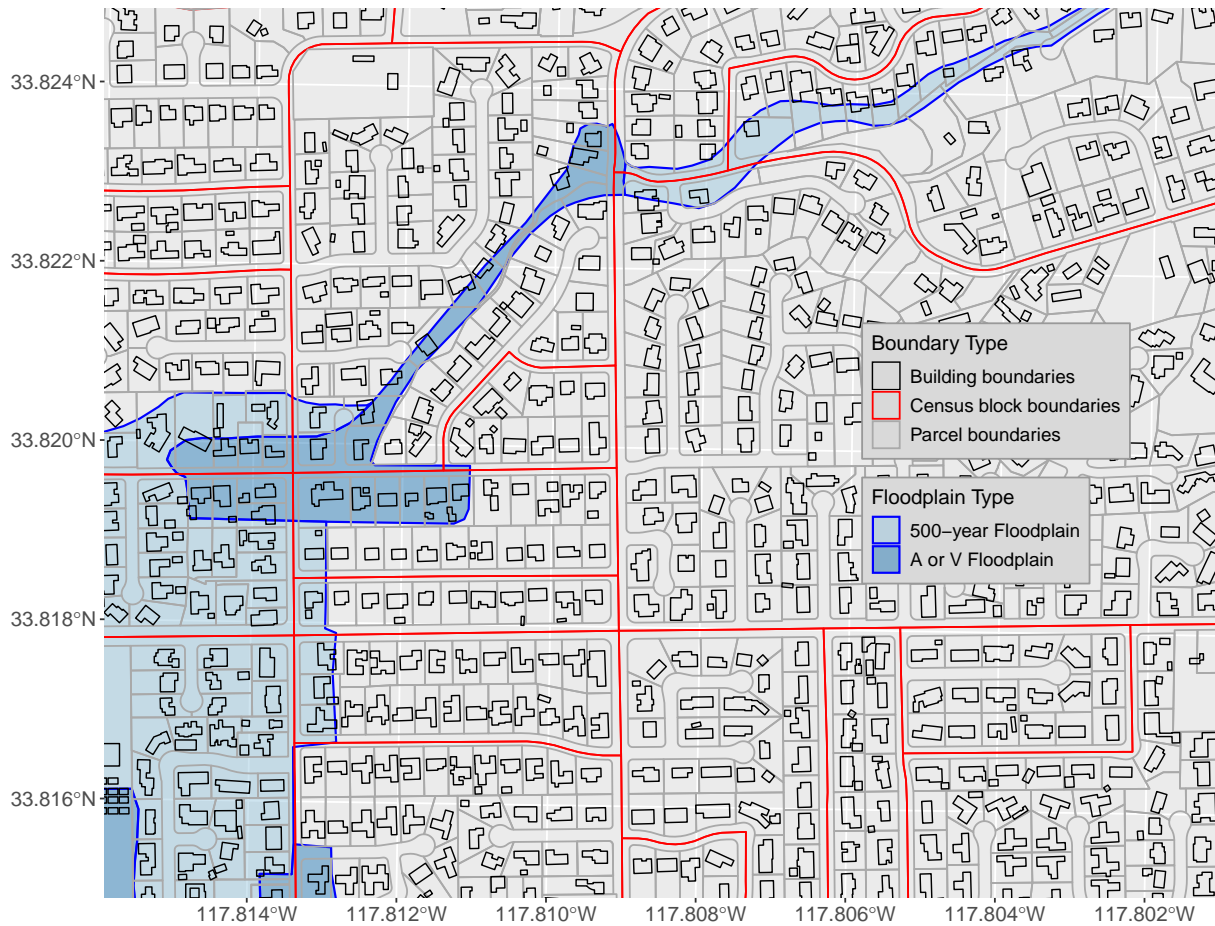 33.824°N
33.822°N
33.820°N
33.818°N
33.816°N
Boundary Type
Building boundaries
Census block boundaries
Parcel boundaries
Floodplain Type
500−year Floodplain
A or V Floodplain
117.814°W 117.812°W 117.810°W 117.808°W 117.806°W 117.804°W 117.802°W